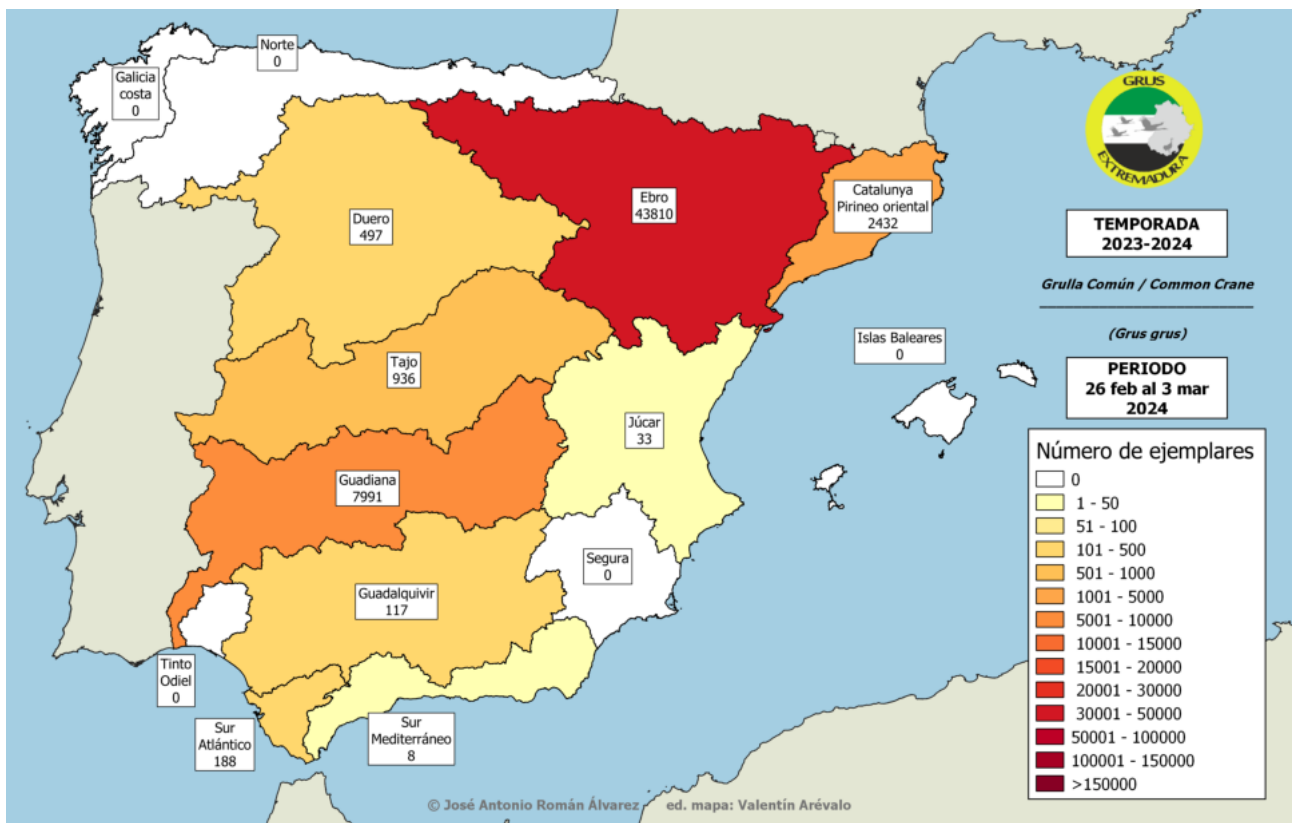 Norte
0
Galicia
costa
0
Duero
497
Ebro
43810
Catalunya
Pirineo oriental
2432
Tajo
936
Islas Baleares
0
Júcar
33
Guadiana
7991
Segura
0
Guadalquivir
117
Tinto
Odiel
0
Sur
Atlántico
188
Sur
Mediterráneo
8
GRUS
EXTREMADURA
TEMPORADA
2023-2024
Grulla Común / Common Crane
(Grus grus)
PERIODO
26 feb al 3 mar
2024
Número de ejemplares
0
1 - 50
51 - 100
101 - 500
501 - 1000
1001 - 5000
5001 - 10000
10001 - 15000
15001 - 20000
20001 - 30000
30001 - 50000
50001 - 100000
100001 - 150000
>150000
© José Antonio Román Álvarez ed. mapa: Valentín Arévalo